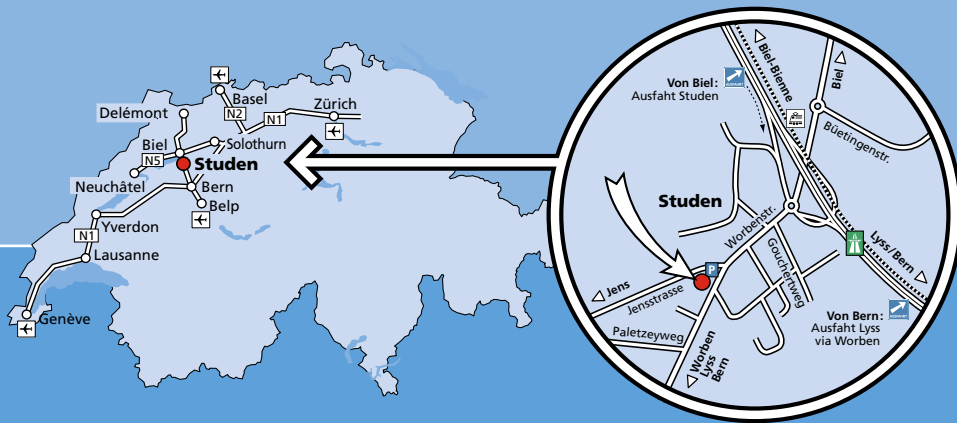 Basel
Zürich
Delémont
N2
N1
Biel
Solothurn
N5
Studen
Neuchâtel
Bern
Belp
Yverdon
N1
Lausanne
Genève
Von Biel:
Ausfaht Studen
Biel-Bienne
Biel
Büetingenstr.
Studen
Worbenstr.
Gouchertweg
P
Jens
Jensstrasse
Lyss/Bern
Paletzeyweg
Von Bern:
Ausfaht Lyss
via Worben
Worben
Lyss
Bern